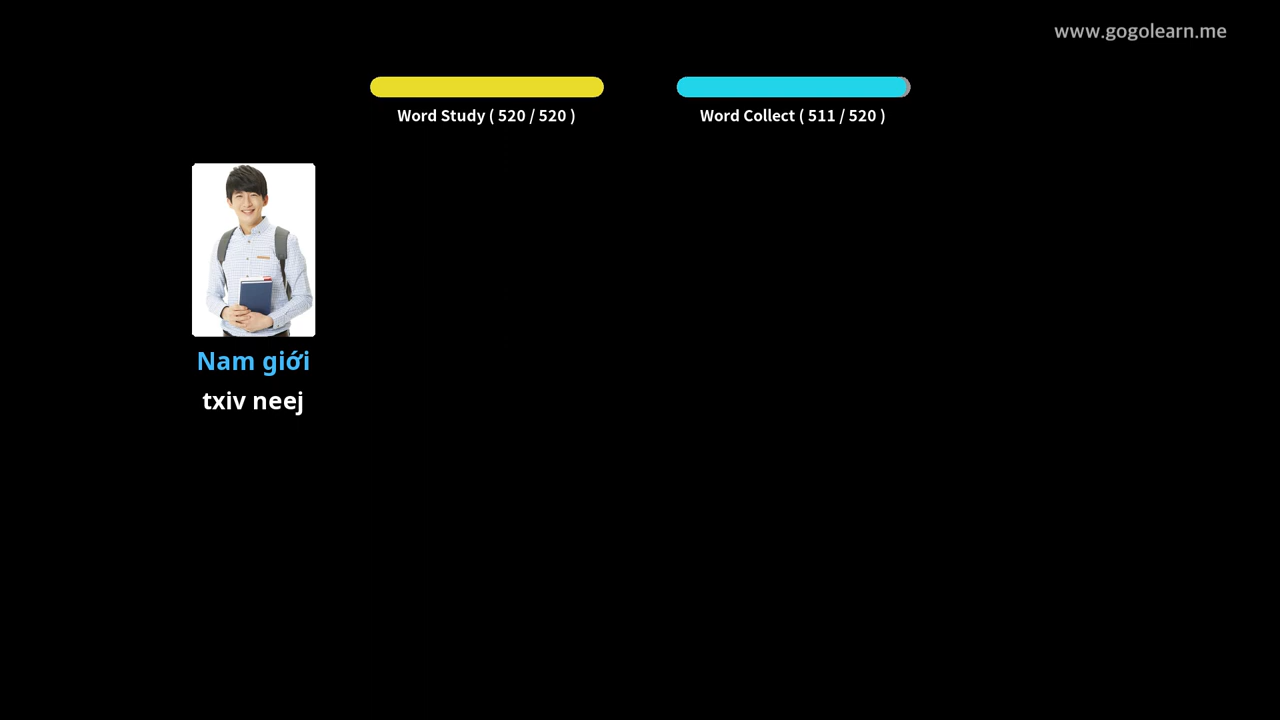 www.gogolearn.me
Word Study ( 520 / 520 )
Word Collect ( 511 / 520 )
Nam giới
txiv neej